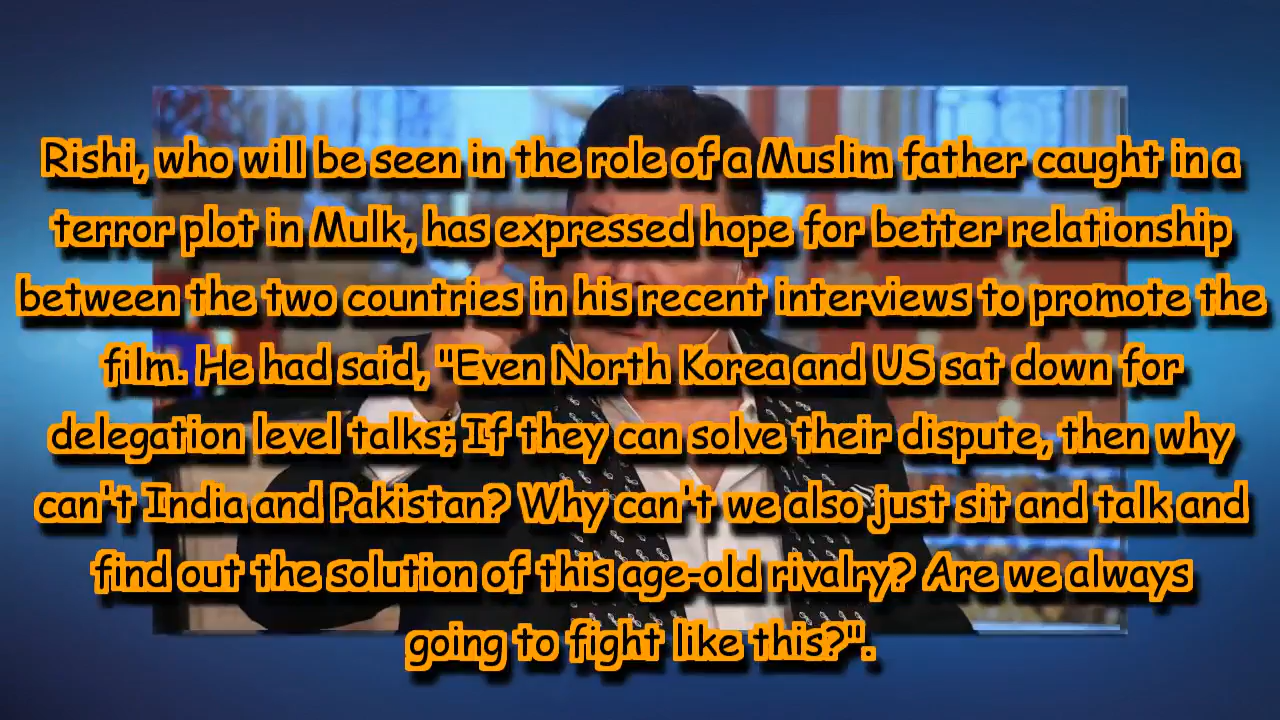 Rishi, who will be seen in the role of a Muslim father caught in a
terror plot in Mulk, has expressed hope for better relationship
between the two countries in his recent interviews to promote the
film. He had said, "Even North Korea and US sat down for
delegation level talks; If they can solve their dispute, then why
can't India and Pakistan? Why can't we also just sit and talk and
find out the solution of this age-old rivalry? Are we always
going to fight like this?".